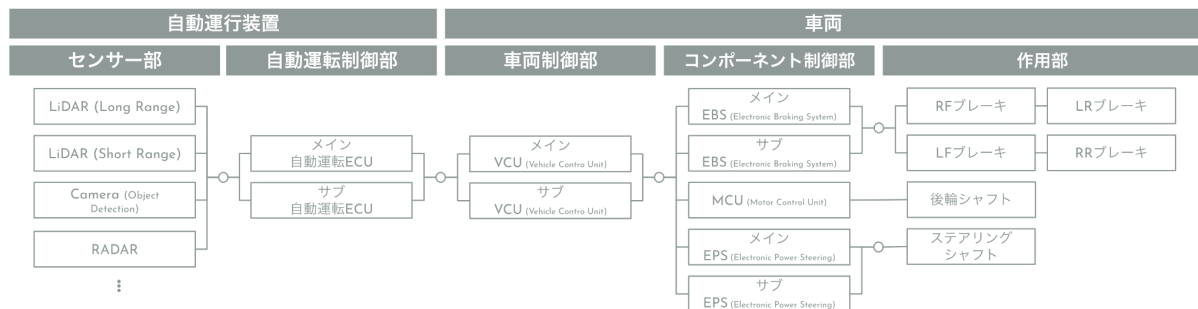 自動運行装置
車両
センサー部
自動運転制御部
車両制御部
コンポーネント制御部
作用部
LiDAR (Long Range)
LiDAR (Short Range)
Camera (Object
Detection)
RADAR
メイン
自動運転ECU
サブ
自動運転ECU
メイン
VCU (Vehicle Contro Unit)
サブ
VCU (Vehicle Contro Unit)
メイン
EBS (Electronic Braking System)
サブ
EBS (Electronic Braking System)
MCU (Motor Control Unit)
メイン
EPS (Electronic Power Steering)
サブ
EPS (Electronic Power Steering)
RFブレーキ
LRブレーキ
LFブレーキ
RRブレーキ
後輪シャフト
ステアリング
シャフト